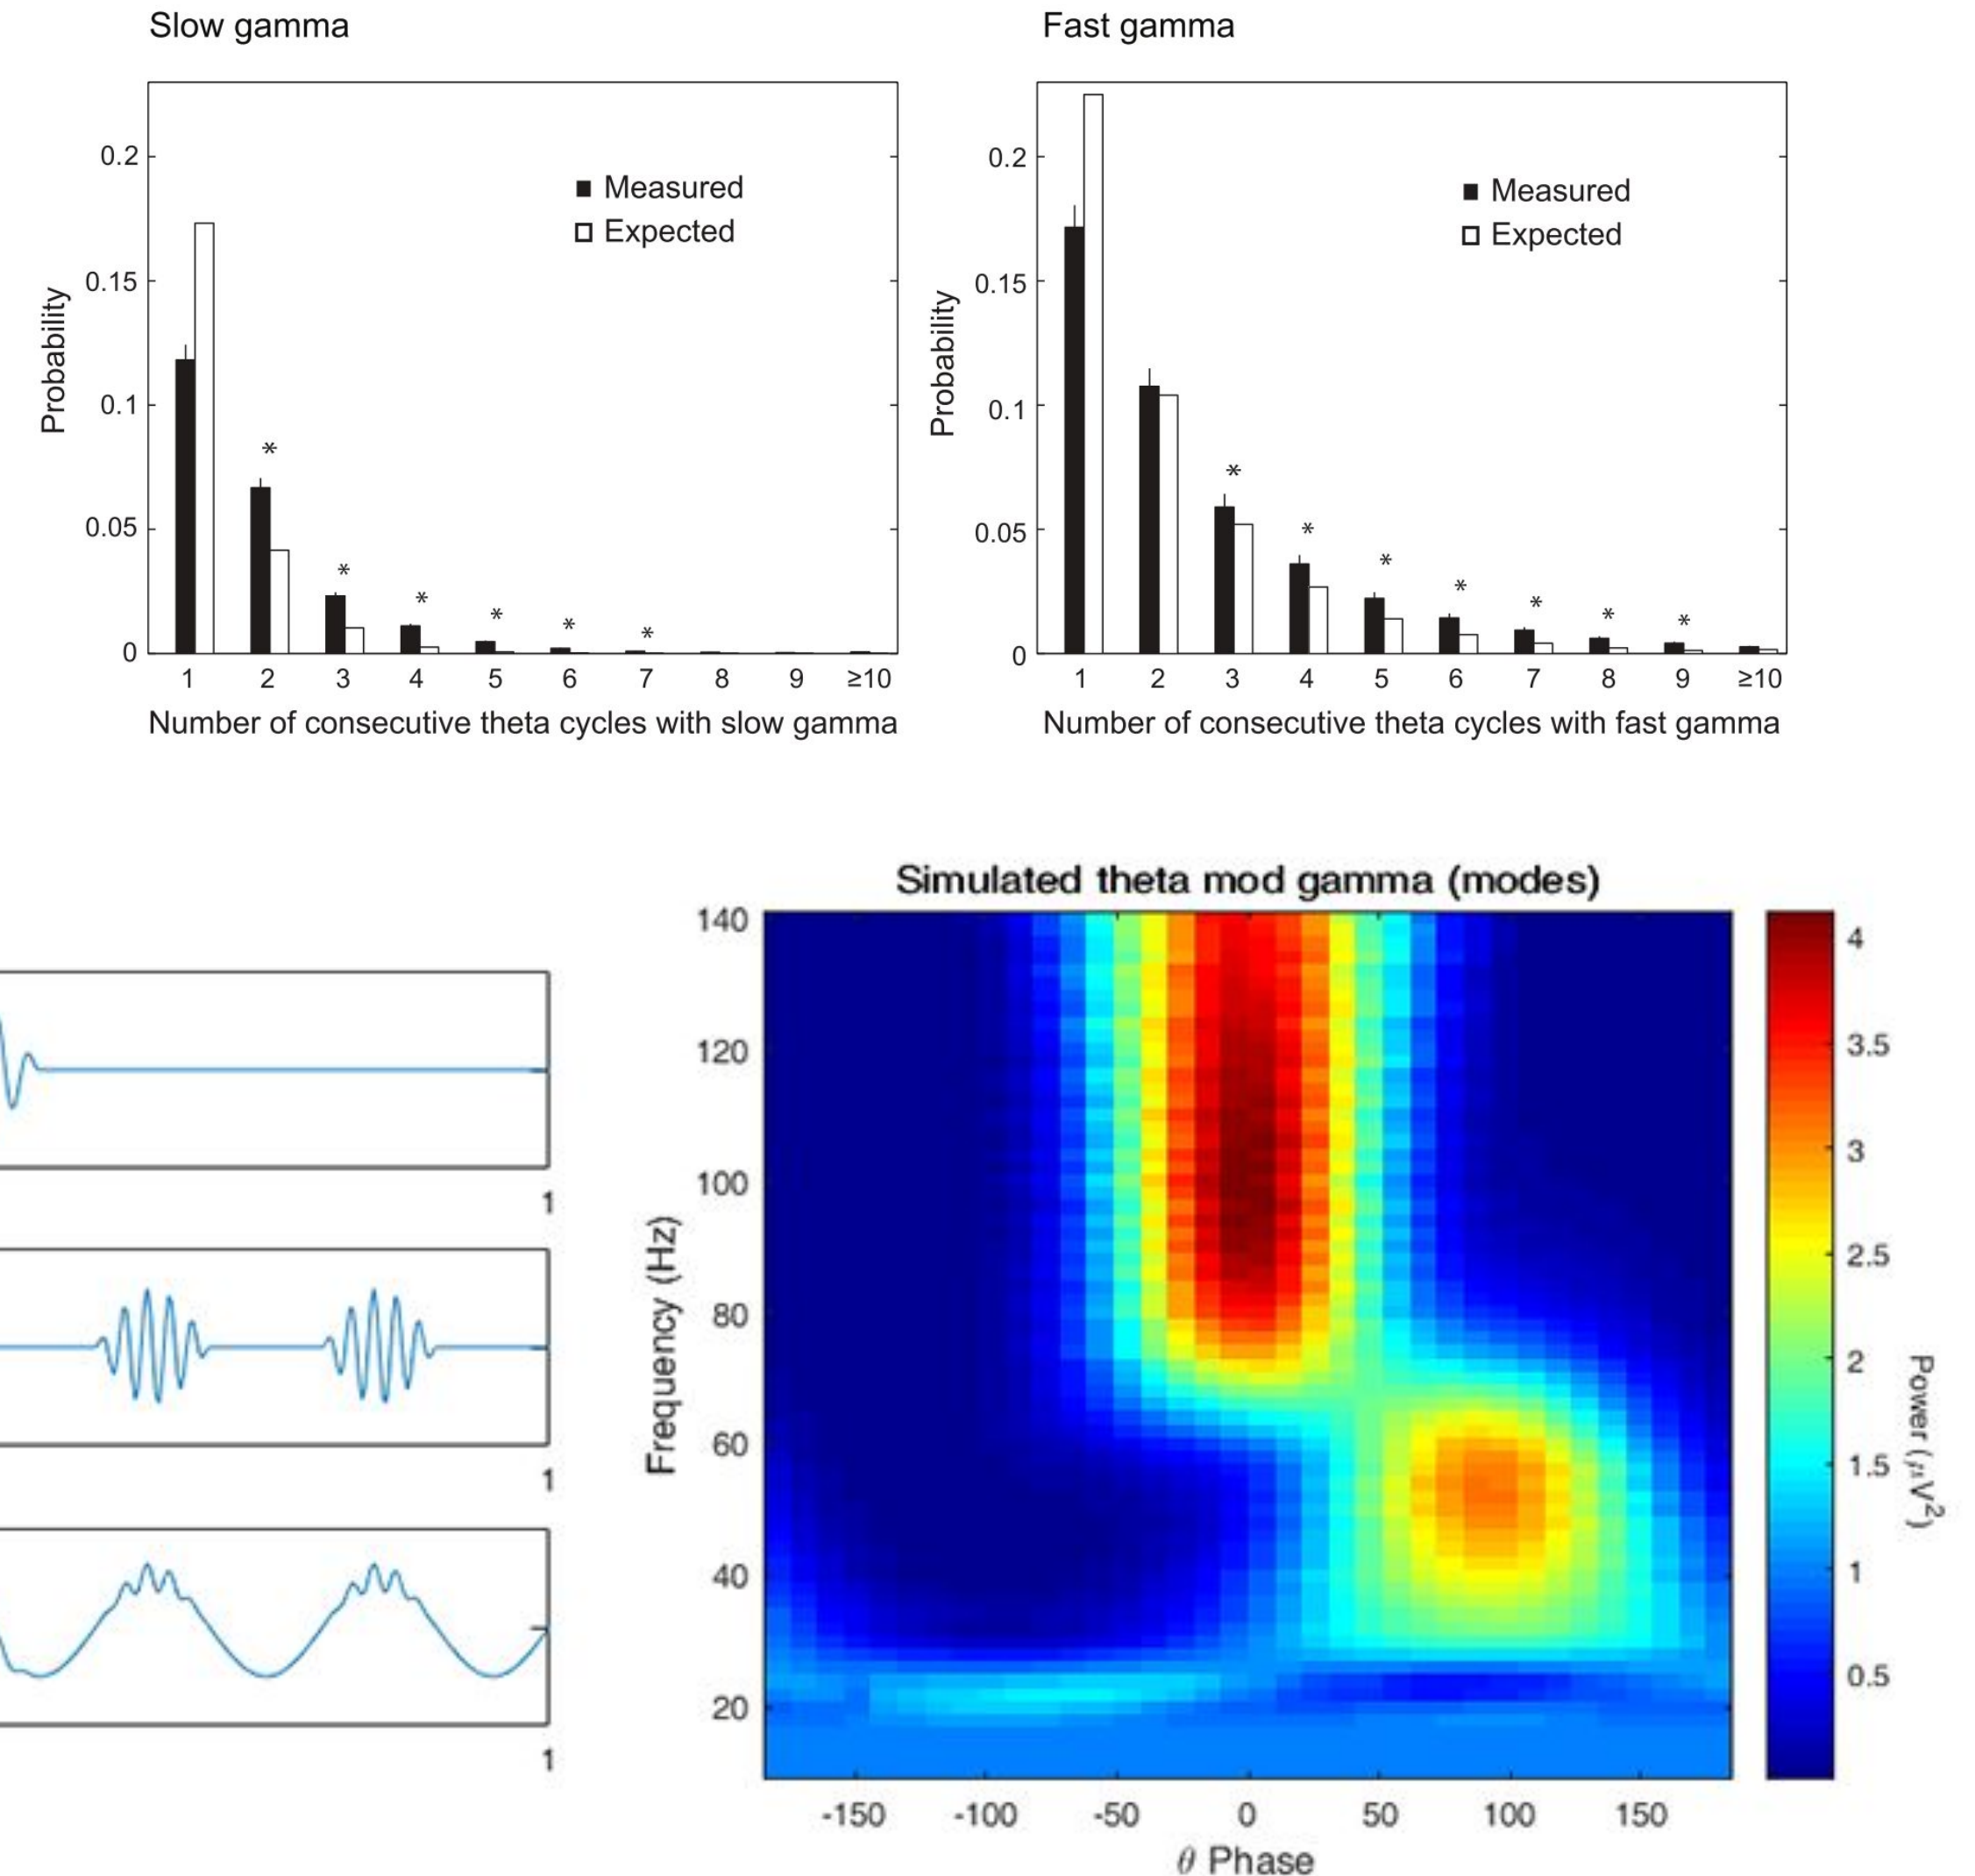 Slow gamma
Fast gamma
0.2
0.15
0.1
0.05
0
Probability
Measured
Expected
*
*
*
*
*
*
1 2 3 4 5 6 7 8 9 ≥10
Number of consecutive theta cycles with slow gamma
0.2
0.15
0.1
0.05
0
Probability
Measured
Expected
*
*
*
*
*
*
*
1 2 3 4 5 6 7 8 9 ≥10
Number of consecutive theta cycles with fast gamma
1
1
1
Simulated theta mod gamma (modes)
140
120
100
80
60
40
20
Frequency (Hz)
-150 -100 -50 0 50 100 150
θ Phase
4
3.5
3
2.5
2
1.5
1
0.5
Power (μV²)